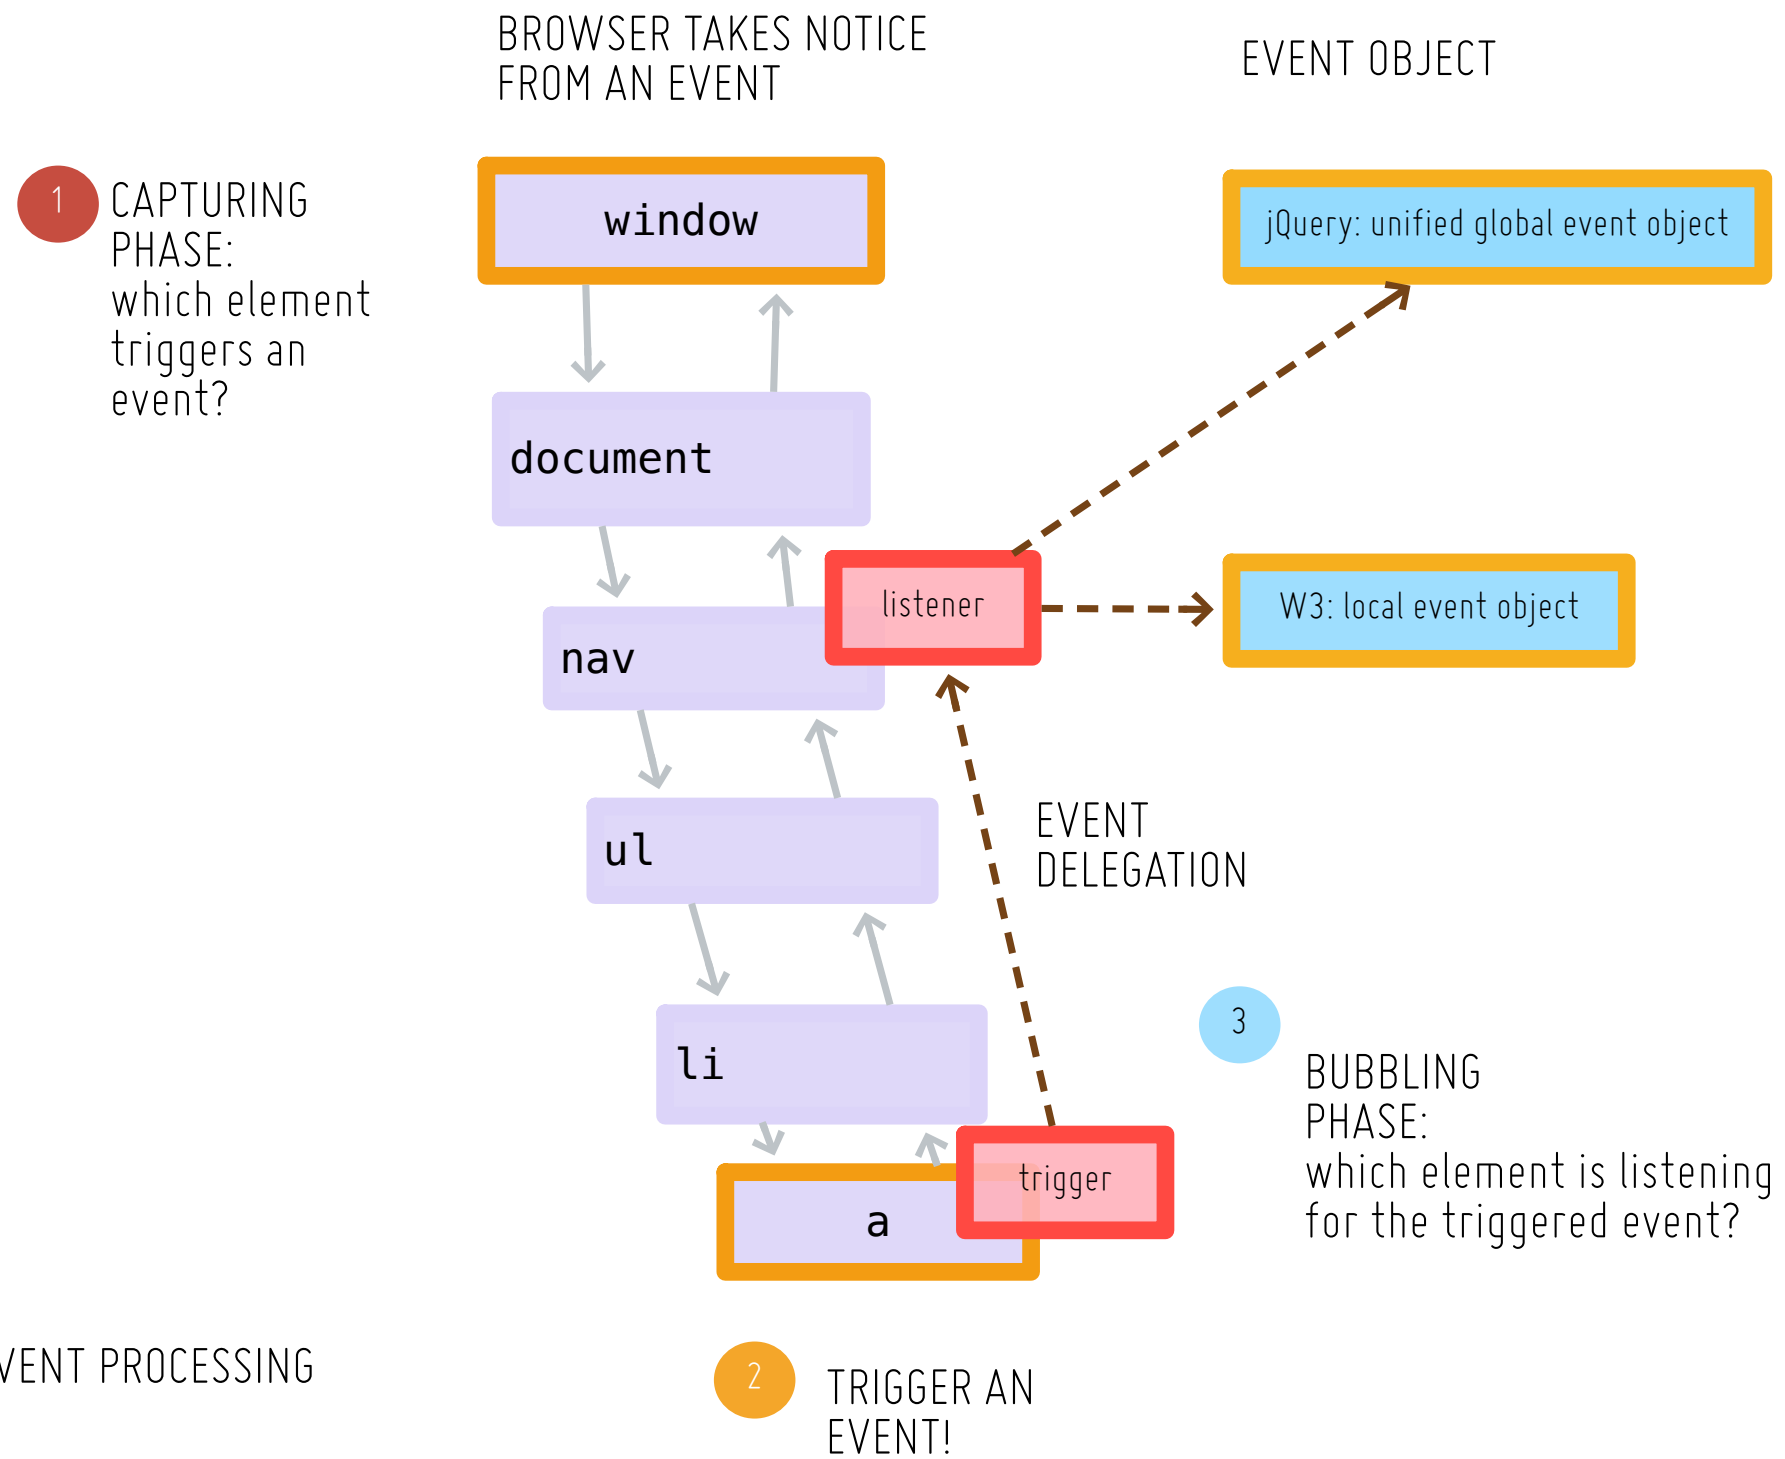 BROWSER TAKES NOTICE
FROM AN EVENT
EVENT OBJECT
1
CAPTURING
PHASE:
which element
triggers an
event?
window
jQuery: unified global event object
document
listener
W3: local event object
nav
ul
EVENT
DELEGATION
li
3
BUBBLING
PHASE:
which element is listening
for the triggered event?
trigger
a
VENT PROCESSING
2
TRIGGER AN
EVENT!